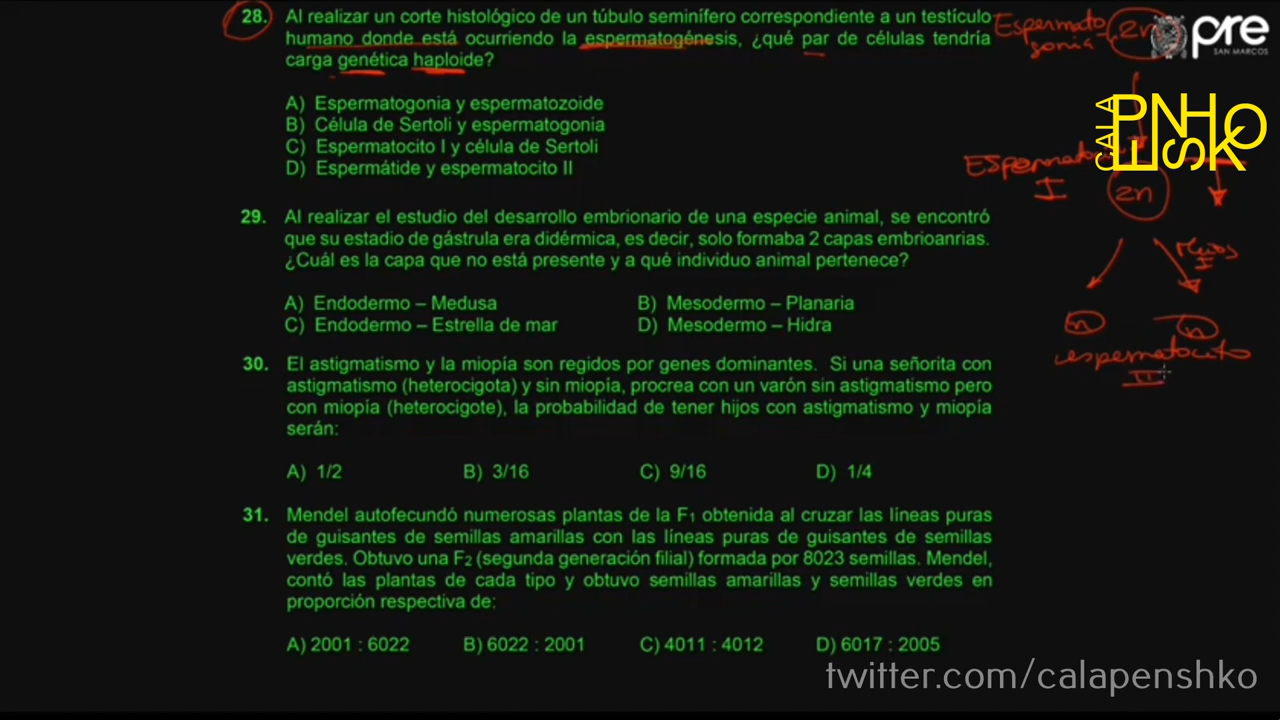 28. Al realizar un corte histológico de un túbulo seminífero correspondiente a un testículo
humano donde está ocurriendo la espermatogénesis, ¿qué par de células tendría
carga genética haploide?
A) Espermatogonia y espermatozoide
B) Célula de Sertoli y espermatogonia
C) Espermatocito I y célula de Sertoli
D) Espermátide y espermatocito II
29. Al realizar el estudio del desarrollo embrionario de una especie animal, se encontró
que su estadio de gástrula era didérmica, es decir, solo formaba 2 capas embrioanrias.
¿Cuál es la capa que no está presente y a qué individuo animal pertenece?
A) Endodermo – Medusa B) Mesodermo – Planaria
C) Endodermo – Estrella de mar D) Mesodermo – Hidra
30. El astigmatismo y la miopía son regidos por genes dominantes. Si una señorita con
astigmatismo (heterocigota) y sin miopía, procrea con un varón sin astigmatismo pero
con miopía (heterocigote), la probabilidad de tener hijos con astigmatismo y miopía
serán:
A) 1/2 B) 3/16 C) 9/16 D) 1/4
31. Mendel autofecundó numerosas plantas de la F1 obtenida al cruzar las líneas puras
de guisantes de semillas amarillas con las líneas puras de guisantes de semillas
verdes. Obtuvo una F2 (segunda generación filial) formada por 8023 semillas. Mendel,
contó las plantas de cada tipo y obtuvo semillas amarillas y semillas verdes en
proporción respectiva de:
A) 2001 : 6022 B) 6022 : 2001 C) 4011 : 4012 D) 6017 : 2005
Espermato
gonia
2n
pre
SAN MARCOS
CALA
PENSHKO
I
2n
I
n n
espermatocito
II
twitter.com/calapenshko